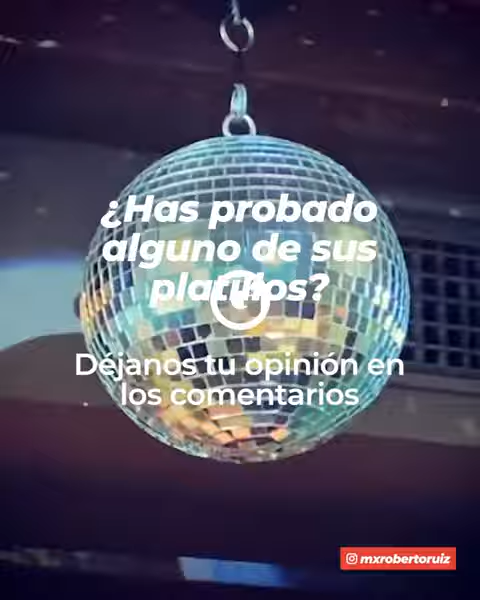 ¿Has probado
alguno de sus
platillos?
Déjanos tu opinión en
los comentarios
mxrobertoruiz